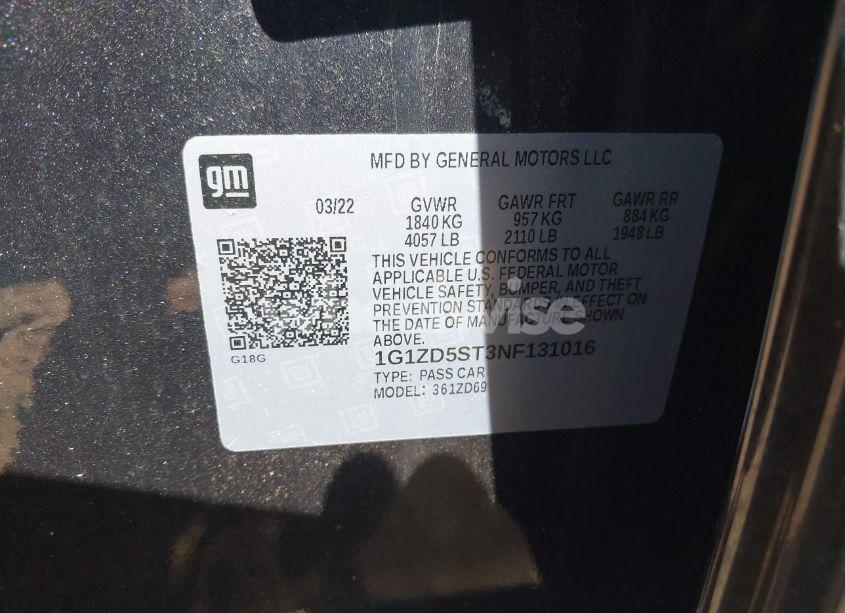 MFD BY GENERAL MOTORS LLC
gm
03/22
GVWR GAWR FRT GAWR RR
1840 KG 957 KG 884 KG
4057 LB 2110 LB 1948 LB
THIS VEHICLE CONFORMS TO ALL
APPLICABLE U.S. FEDERAL MOTOR
VEHICLE SAFETY, BUMPER, AND THEFT
PREVENTION STANDARDS IN EFFECT ON
THE DATE OF MANUFACTURE SHOWN
ABOVE.
1G1ZD5ST3NF131016
TYPE: PASS CAR
MODEL: 361ZD69
G18G